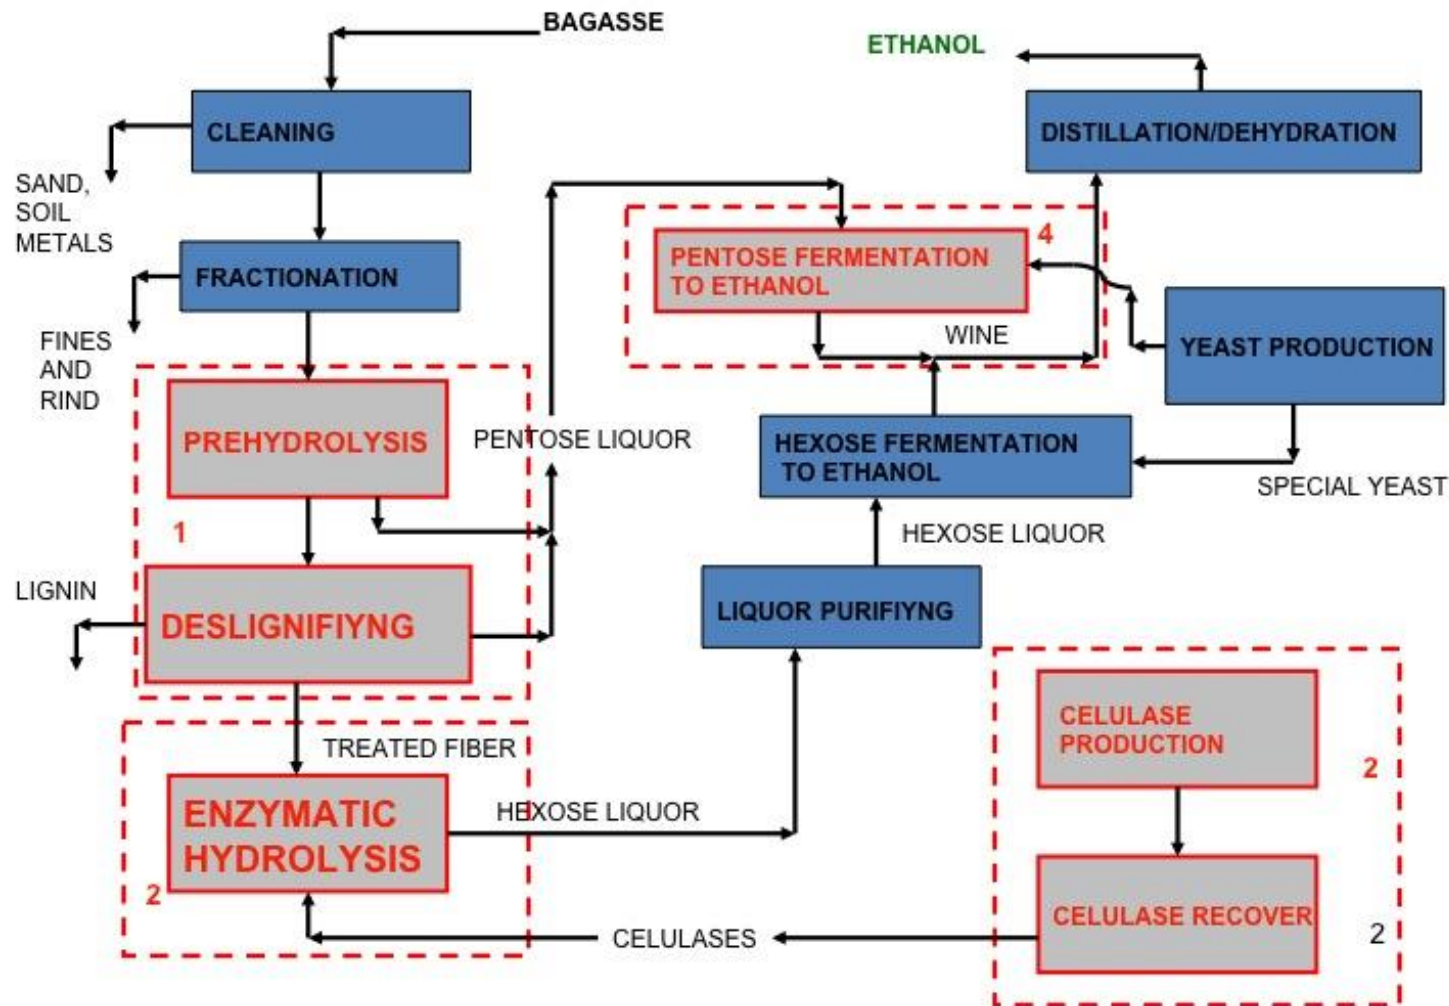 BAGASSE
ETHANOL
CLEANING
DISTILLATION/DEHYDRATION
SAND,
SOIL
METALS
FRACTIONATION
4
PENTOSE FERMENTATION
TO ETHANOL
FINES
AND
RIND
WINE
YEAST PRODUCTION
PREHYDROLYSIS
PENTOSE LIQUOR
HEXOSE FERMENTATION
TO ETHANOL
SPECIAL YEAST
1
HEXOSE LIQUOR
LIGNIN
DESLIGNIFIYNG
LIQUOR PURIFIYNG
CELULASE
PRODUCTION
2
TREATED FIBER
ENZYMATIC
HYDROLYSIS
HEXOSE LIQUOR
2
CELULASE RECOVER
2
CELULASES